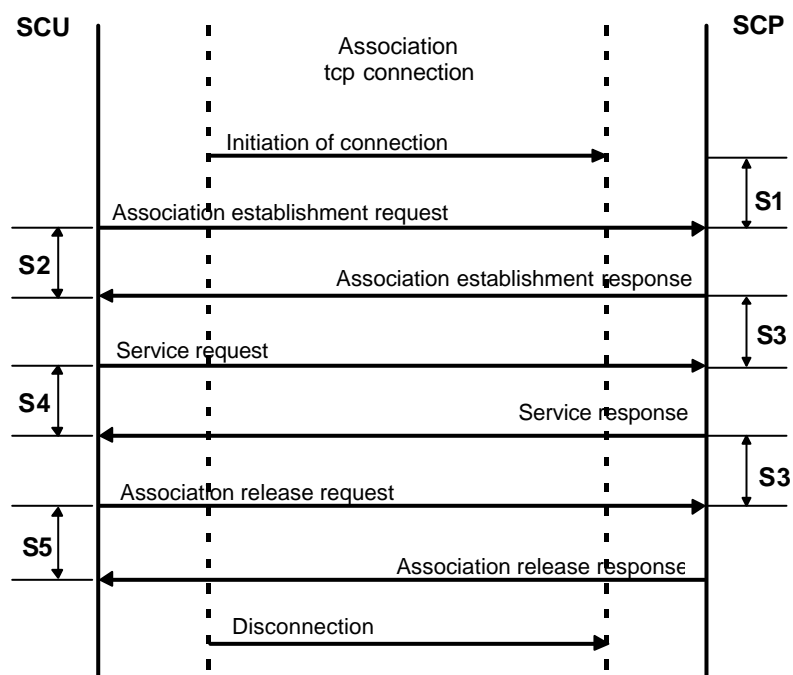 SCU
SCP
Association
tcp connection
Initiation of connection
S1
Association establishment request
S2
Association establishment response
S3
Service request
S4
Service response
S3
Association release request
S5
Association release response
Disconnection